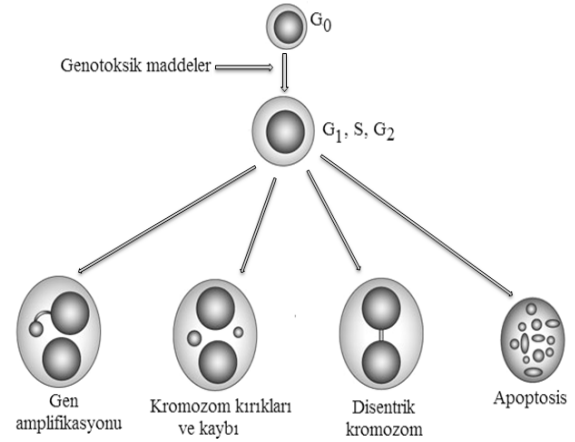 G0
Genotoksik maddeler
G1, S, G2
Gen
amplifikasyonu
Kromozom kırıkları
ve kaybı
Disentrik
kromozom
Apoptosis